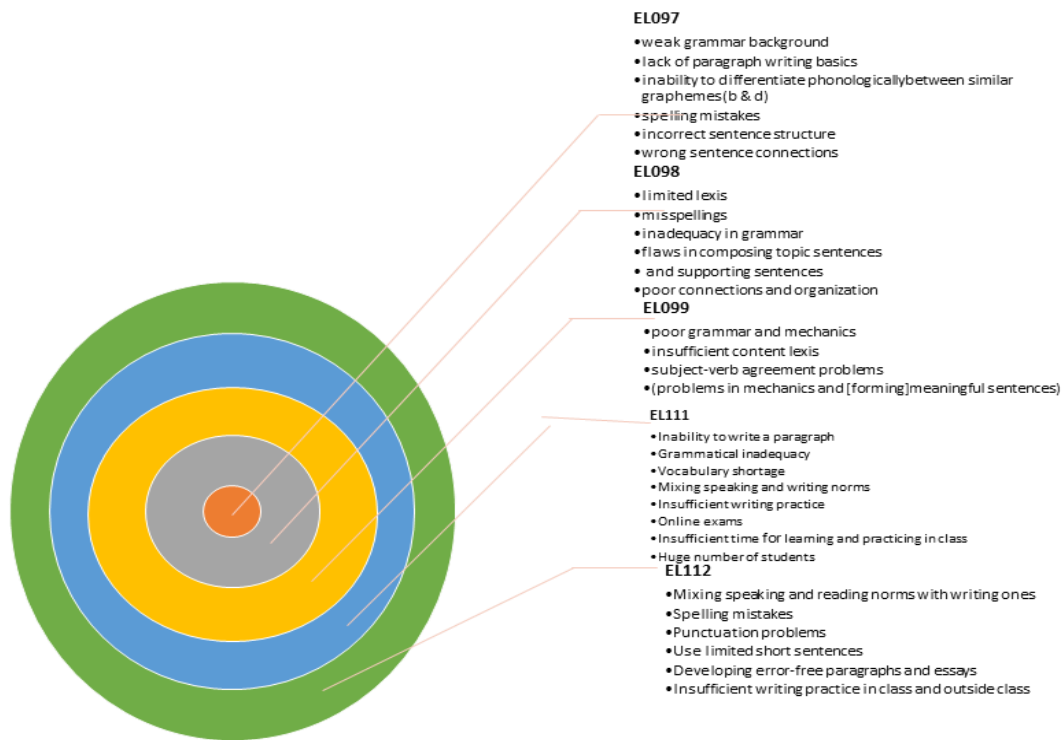 EL097
•weak grammar background
•lack of paragraph writing basics
•inability to differentiate phonologicallybetween similar
graphemes(b & d)
•spelling mistakes
•incorrect sentence structure
•wrong sentence connections
EL098
•limited lexis
•misspellings
•inadequacy in grammar
•flaws in composing topic sentences
• and supporting sentences
•poor connections and organization
EL099
•poor grammar and mechanics
•insufficient content lexis
•subject-verb agreement problems
•(problems in mechanics and [forming]meaningful sentences)
EL111
•Inability to write a paragraph
•Grammatical inadequacy
•Vocabulary shortage
•Mixing speaking and writing norms
•Insufficient writing practice
•Online exams
•Insufficient time for learning and practicing in class
•Huge number of students
EL112
•Mixing speaking and reading norms with writing ones
•Spelling mistakes
•Punctuation problems
•Use limited short sentences
•Developing error-free paragraphs and essays
•Insufficient writing practice in class and outside class